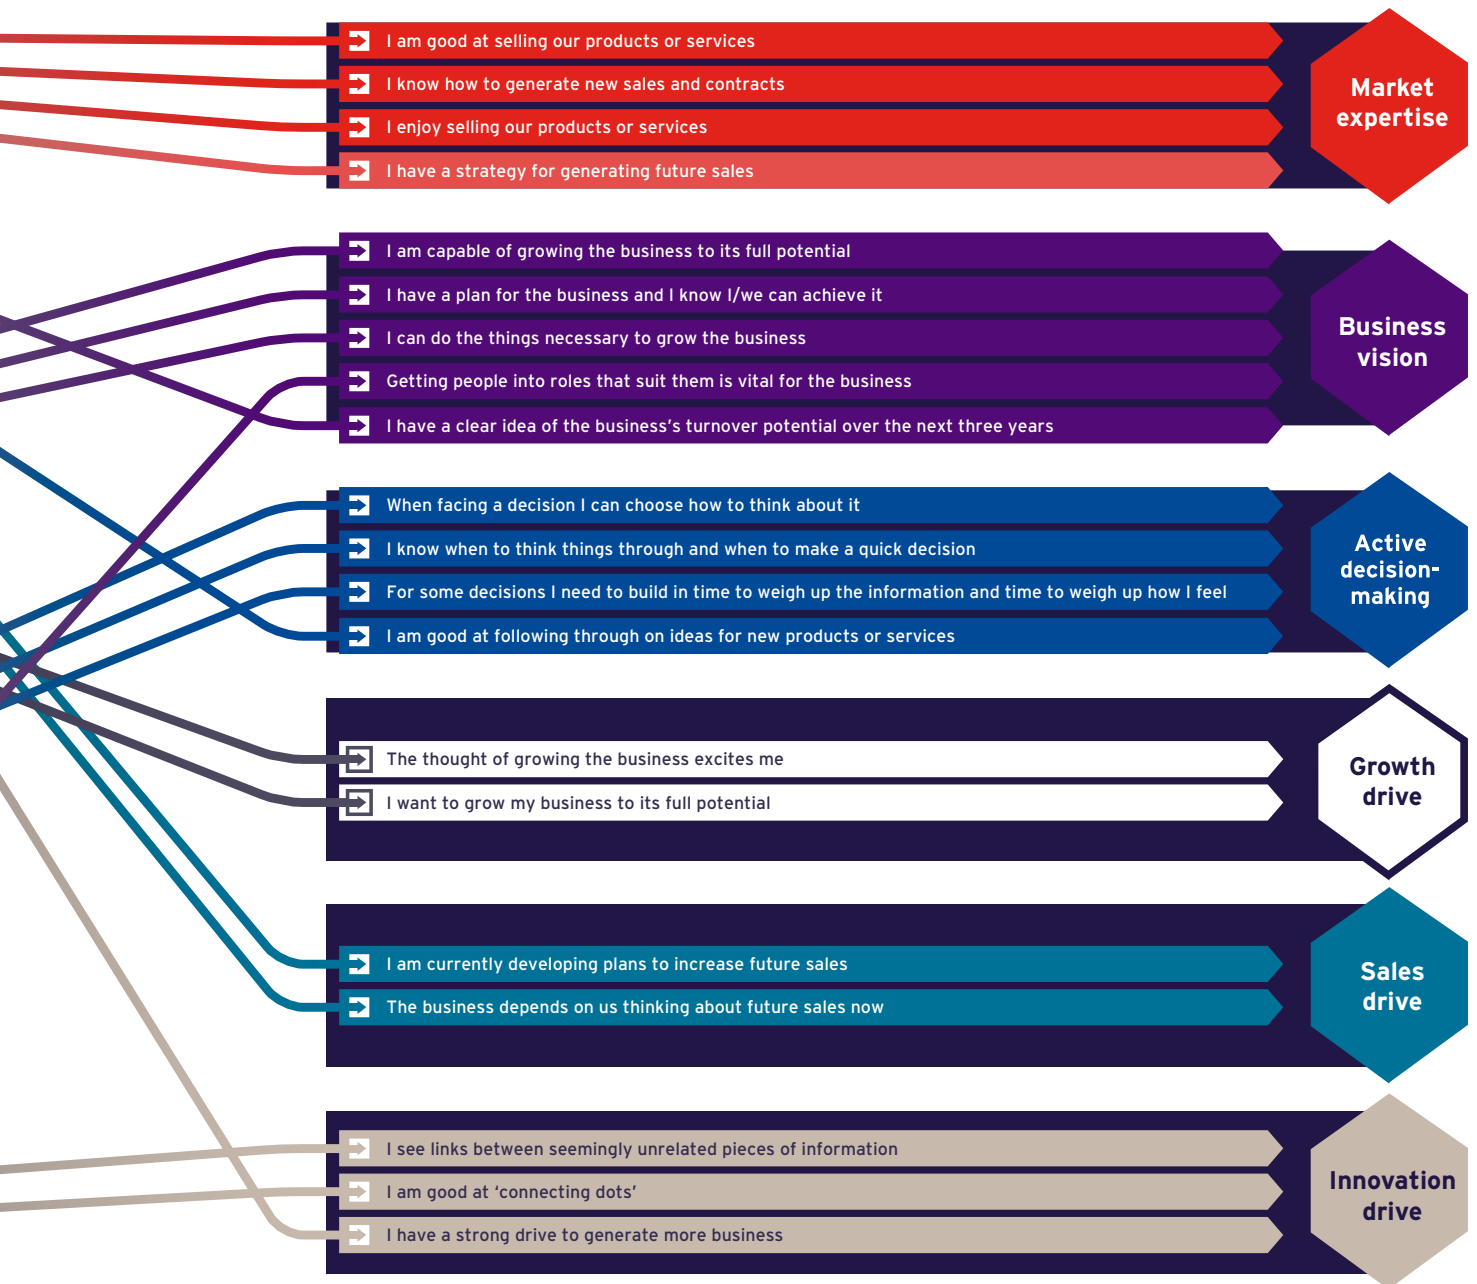 I am good at selling our products or services
I know how to generate new sales and contracts
I enjoy selling our products or services
I have a strategy for generating future sales
Market
expertise
I am capable of growing the business to its full potential
I have a plan for the business and I know I/we can achieve it
I can do the things necessary to grow the business
Getting people into roles that suit them is vital for the business
I have a clear idea of the business’s turnover potential over the next three years
Business
vision
When facing a decision I can choose how to think about it
I know when to think things through and when to make a quick decision
For some decisions I need to build in time to weigh up the information and time to weigh up how I feel
I am good at following through on ideas for new products or services
Active
decision-
making
The thought of growing the business excites me
I want to grow my business to its full potential
Growth
drive
I am currently developing plans to increase future sales
The business depends on us thinking about future sales now
Sales
drive
I see links between seemingly unrelated pieces of information
I am good at ‘connecting dots’
I have a strong drive to generate more business
Innovation
drive